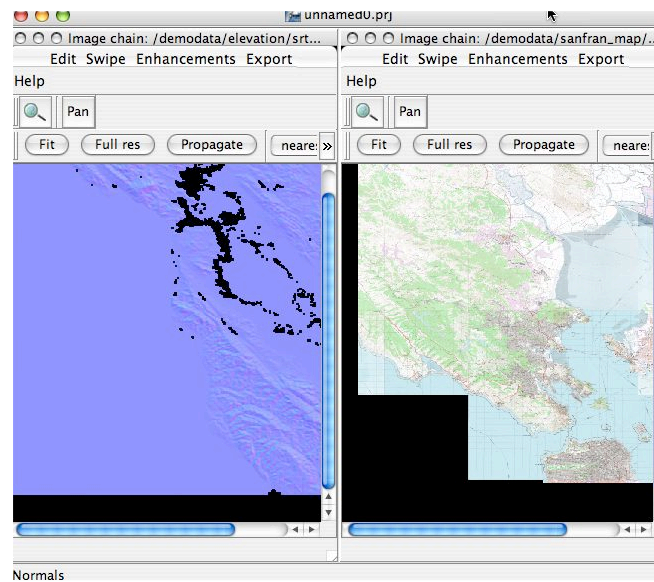 unnamed0.prj
Image chain: /demodata/elevation/srt...
Edit Swipe Enhancements Export
Help
Pan
Fit Full res Propagate neare: »
Image chain: /demodata/sanfran_map/..
Edit Swipe Enhancements Export
Help
Pan
Fit Full res Propagate neare:
Normals